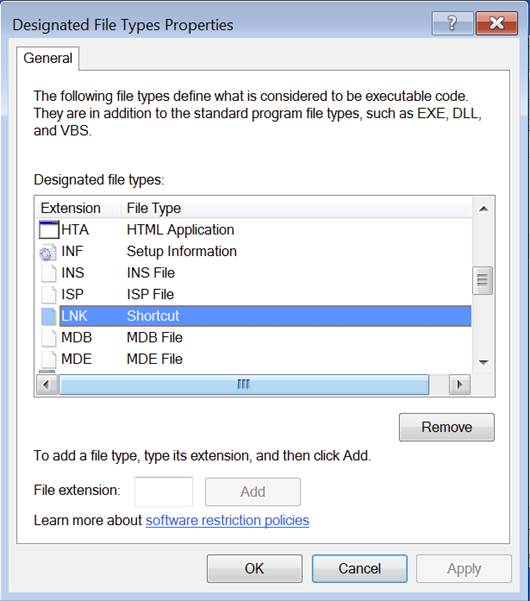 Designated File Types Properties
General
The following file types define what is considered to be executable code.
They are in addition to the standard program file types, such as EXE, DLL,
and VBS.
Designated file types:
Extension File Type
HTA HTML Application
INF Setup Information
INS INS File
ISP ISP File
LNK Shortcut
MDB MDB File
MDE MDE File
Remove
To add a file type, type its extension, and then click Add.
File extension: Add
Learn more about software restriction policies
OK Cancel Apply